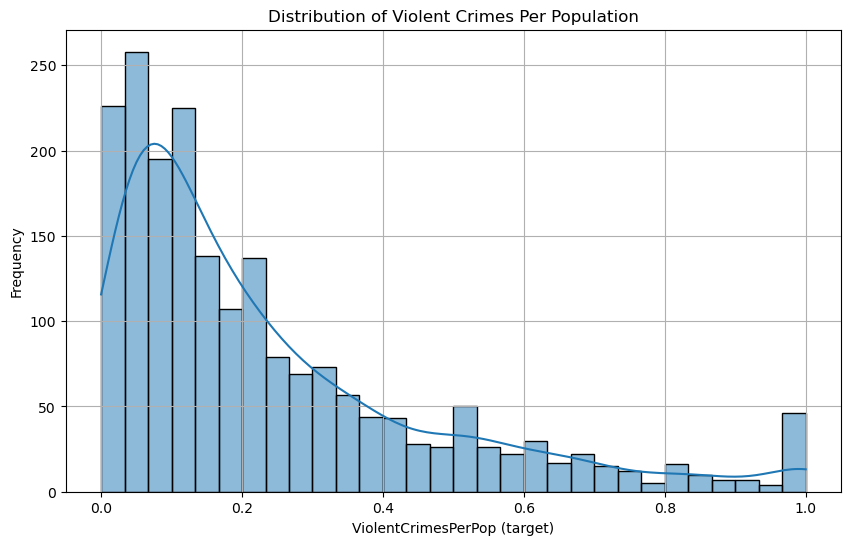 Distribution of Violent Crimes Per Population
250
200
150
100
50
0
Frequency
0.0 0.2 0.4 0.6 0.8 1.0
ViolentCrimesPerPop (target)